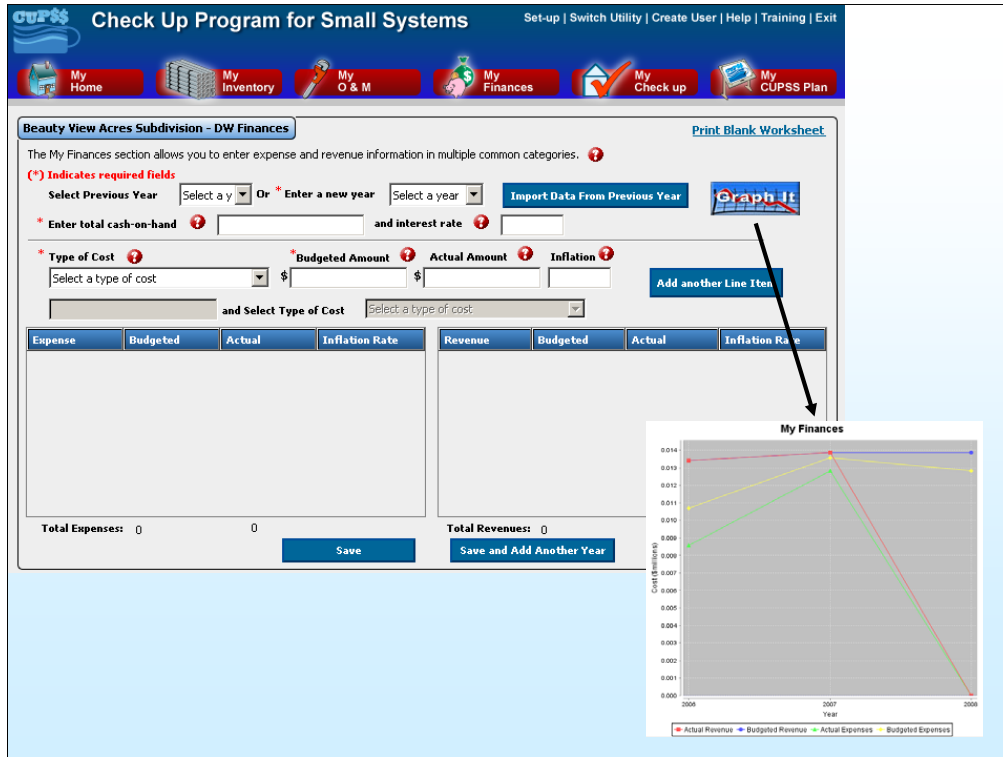 CUP$$
Check Up Program for Small Systems
Set-up | Switch Utility | Create User | Help | Training | Exit
My Home
My Inventory
My O & M
My Finances
My Check up
My CUPSS Plan
Beauty View Acres Subdivision - DW Finances
Print Blank Worksheet
The My Finances section allows you to enter expense and revenue information in multiple common categories. ?
(*) Indicates required fields
Select Previous Year Select a y Or * Enter a new year Select a year Import Data From Previous Year Graph It
* Enter total cash-on-hand ? and interest rate ?
* Type of Cost ? *Budgeted Amount ? Actual Amount ? Inflation ?
Select a type of cost $ $ Add another Line Item
and Select Type of Cost Select a type of cost
Expense Budgeted Actual Inflation Rate Revenue Budgeted Actual Inflation Rate
Total Expenses: 0 0 Total Revenues: 0
Save Save and Add Another Year
My Finances
0.014
0.013
0.012
0.011
0.010
0.009
0.008
0.007
0.006
0.005
0.004
0.003
0.002
0.001
0.000
Cost ($millions)
2006 2007 2008
Year
Actual Revenue Budgeted Revenue Actual Expenses Budgeted Expenses